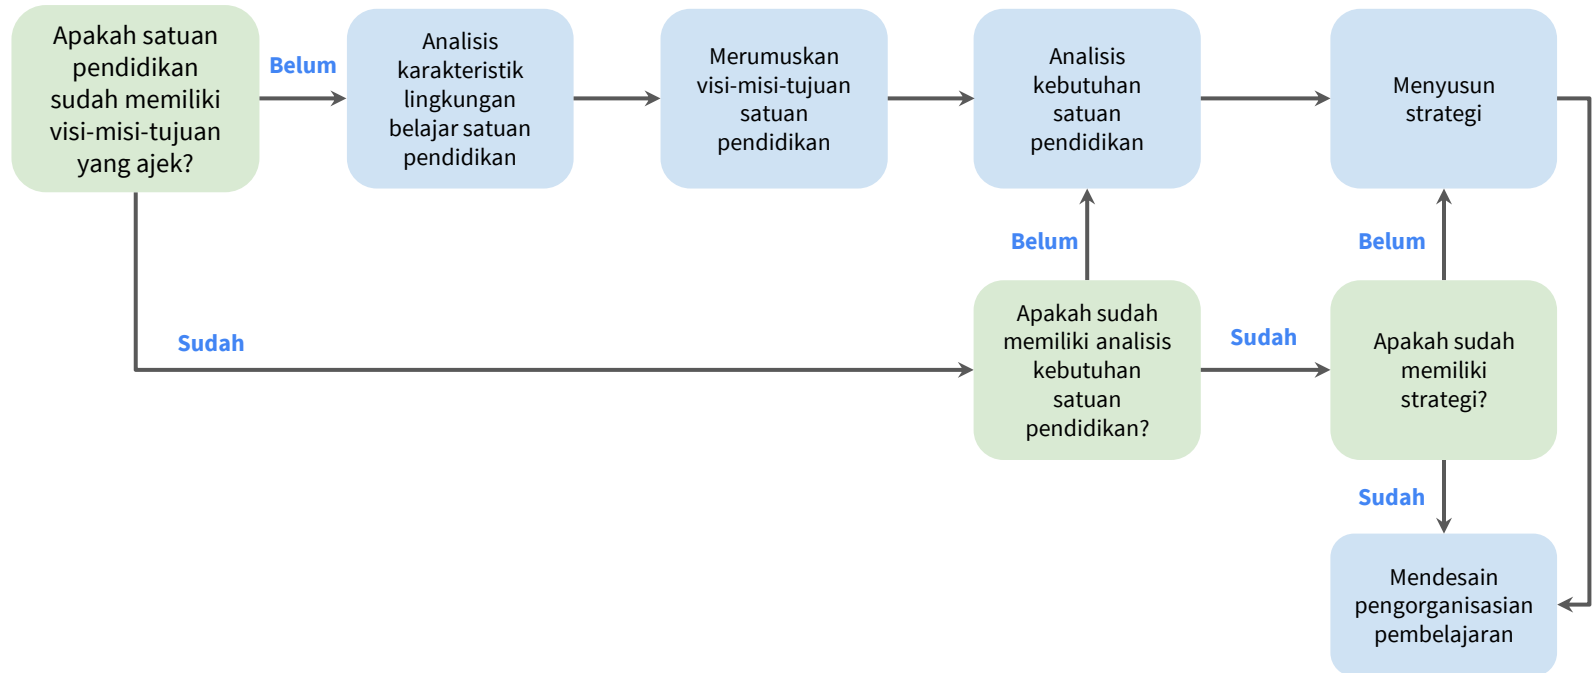 Apakah satuan
pendidikan
sudah memiliki
visi-misi-tujuan
yang ajek?
Belum
Analisis
karakteristik
lingkungan
belajar satuan
pendidikan
Merumuskan
visi-misi-tujuan
satuan
pendidikan
Analisis
kebutuhan
satuan
pendidikan
Menyusun
strategi
Belum
Belum
Sudah
Apakah sudah
memiliki analisis
kebutuhan
satuan
pendidikan?
Sudah
Apakah sudah
memiliki
strategi?
Sudah
Mendesain
pengorganisasian
pembelajaran